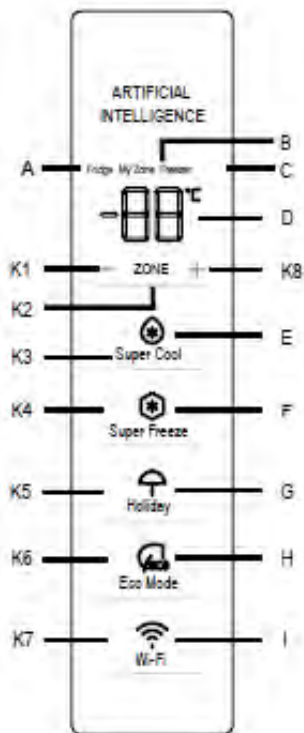 ARTIFICIAL
INTELLIGENCE
B
A Fridge My Zone Freezer C
-88°C D
K1 - ZONE + K8
K2
E
K3 Super Cool
K4 F
Super Freeze
K5 G
Holiday
K6 H
Eco Mode
K7 I
Wi-Fi